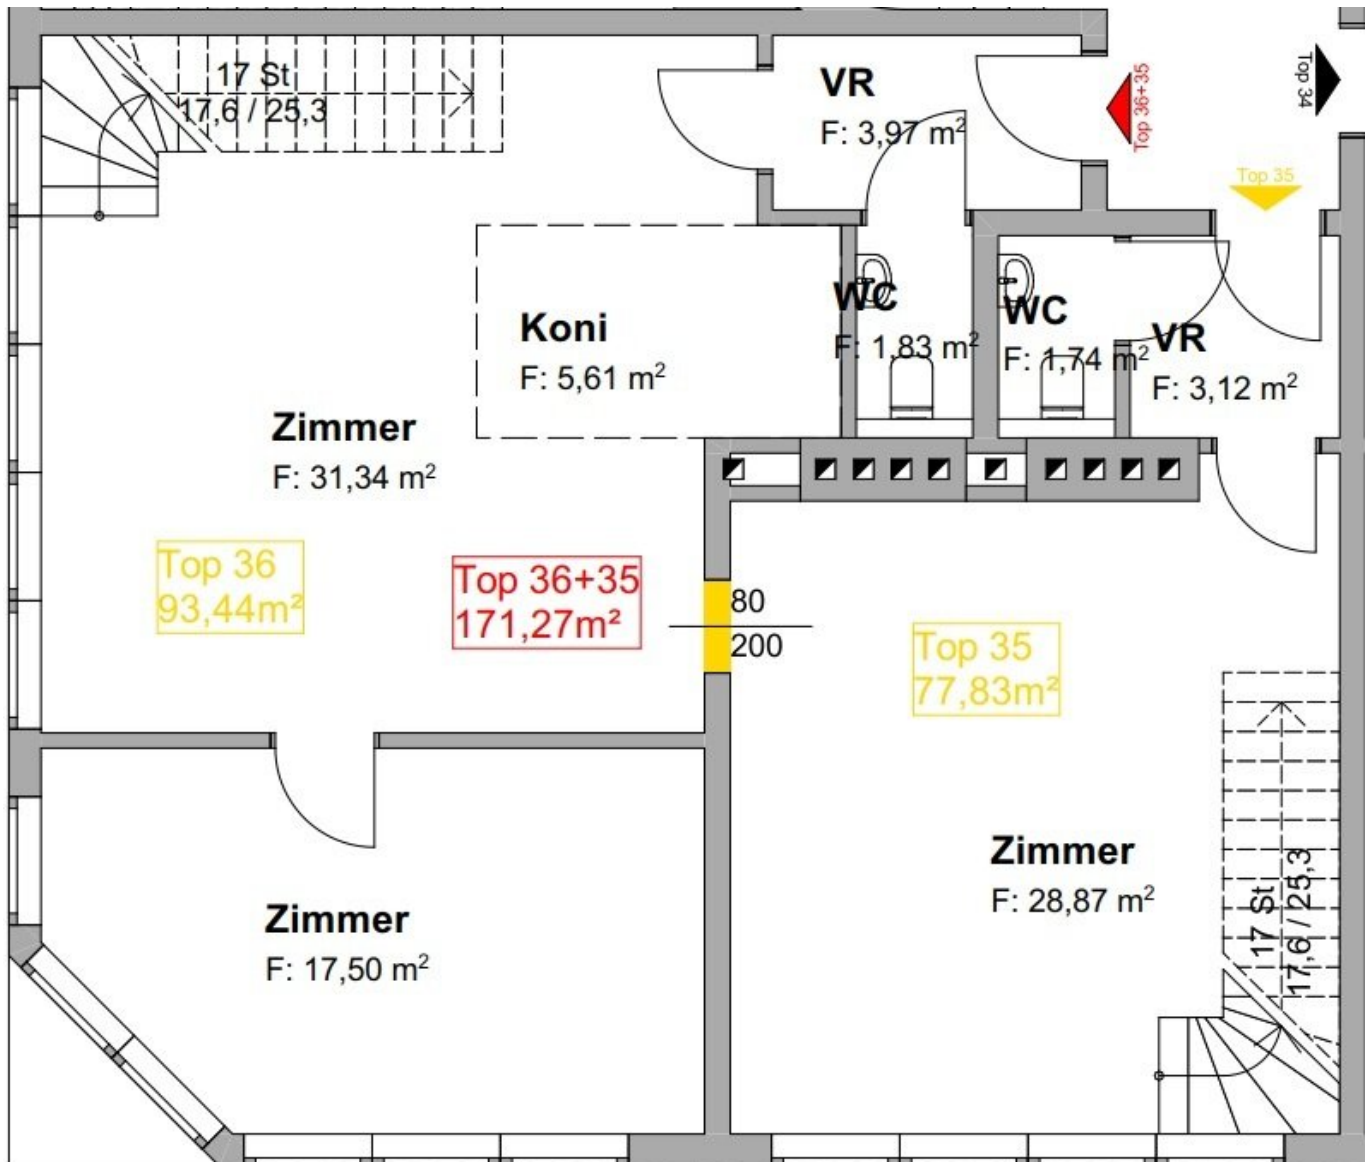 17 St
17,6 / 25,3
VR
F: 3,97 m²
Top 36+35
Top 34
Top 35
Koni
F: 5,61 m²
WC
F: 1,83 m²
WC
F: 1,74 m²
VR
F: 3,12 m²
Zimmer
F: 31,34 m²
Top 36
93,44m²
Top 36+35
171,27m²
80
200
Top 35
77,83m²
Zimmer
F: 28,87 m²
17 St
17,6 / 25,3
Zimmer
F: 17,50 m²